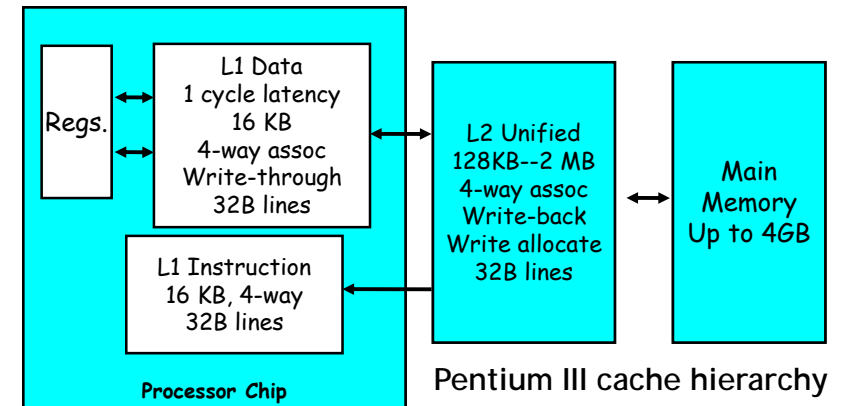 Regs.
L1 Data
1 cycle latency
16 KB
4-way assoc
Write-through
32B lines
L1 Instruction
16 KB, 4-way
32B lines
Processor Chip
L2 Unified
128KB--2 MB
4-way assoc
Write-back
Write allocate
32B lines
Main
Memory
Up to 4GB
Pentium III cache hierarchy